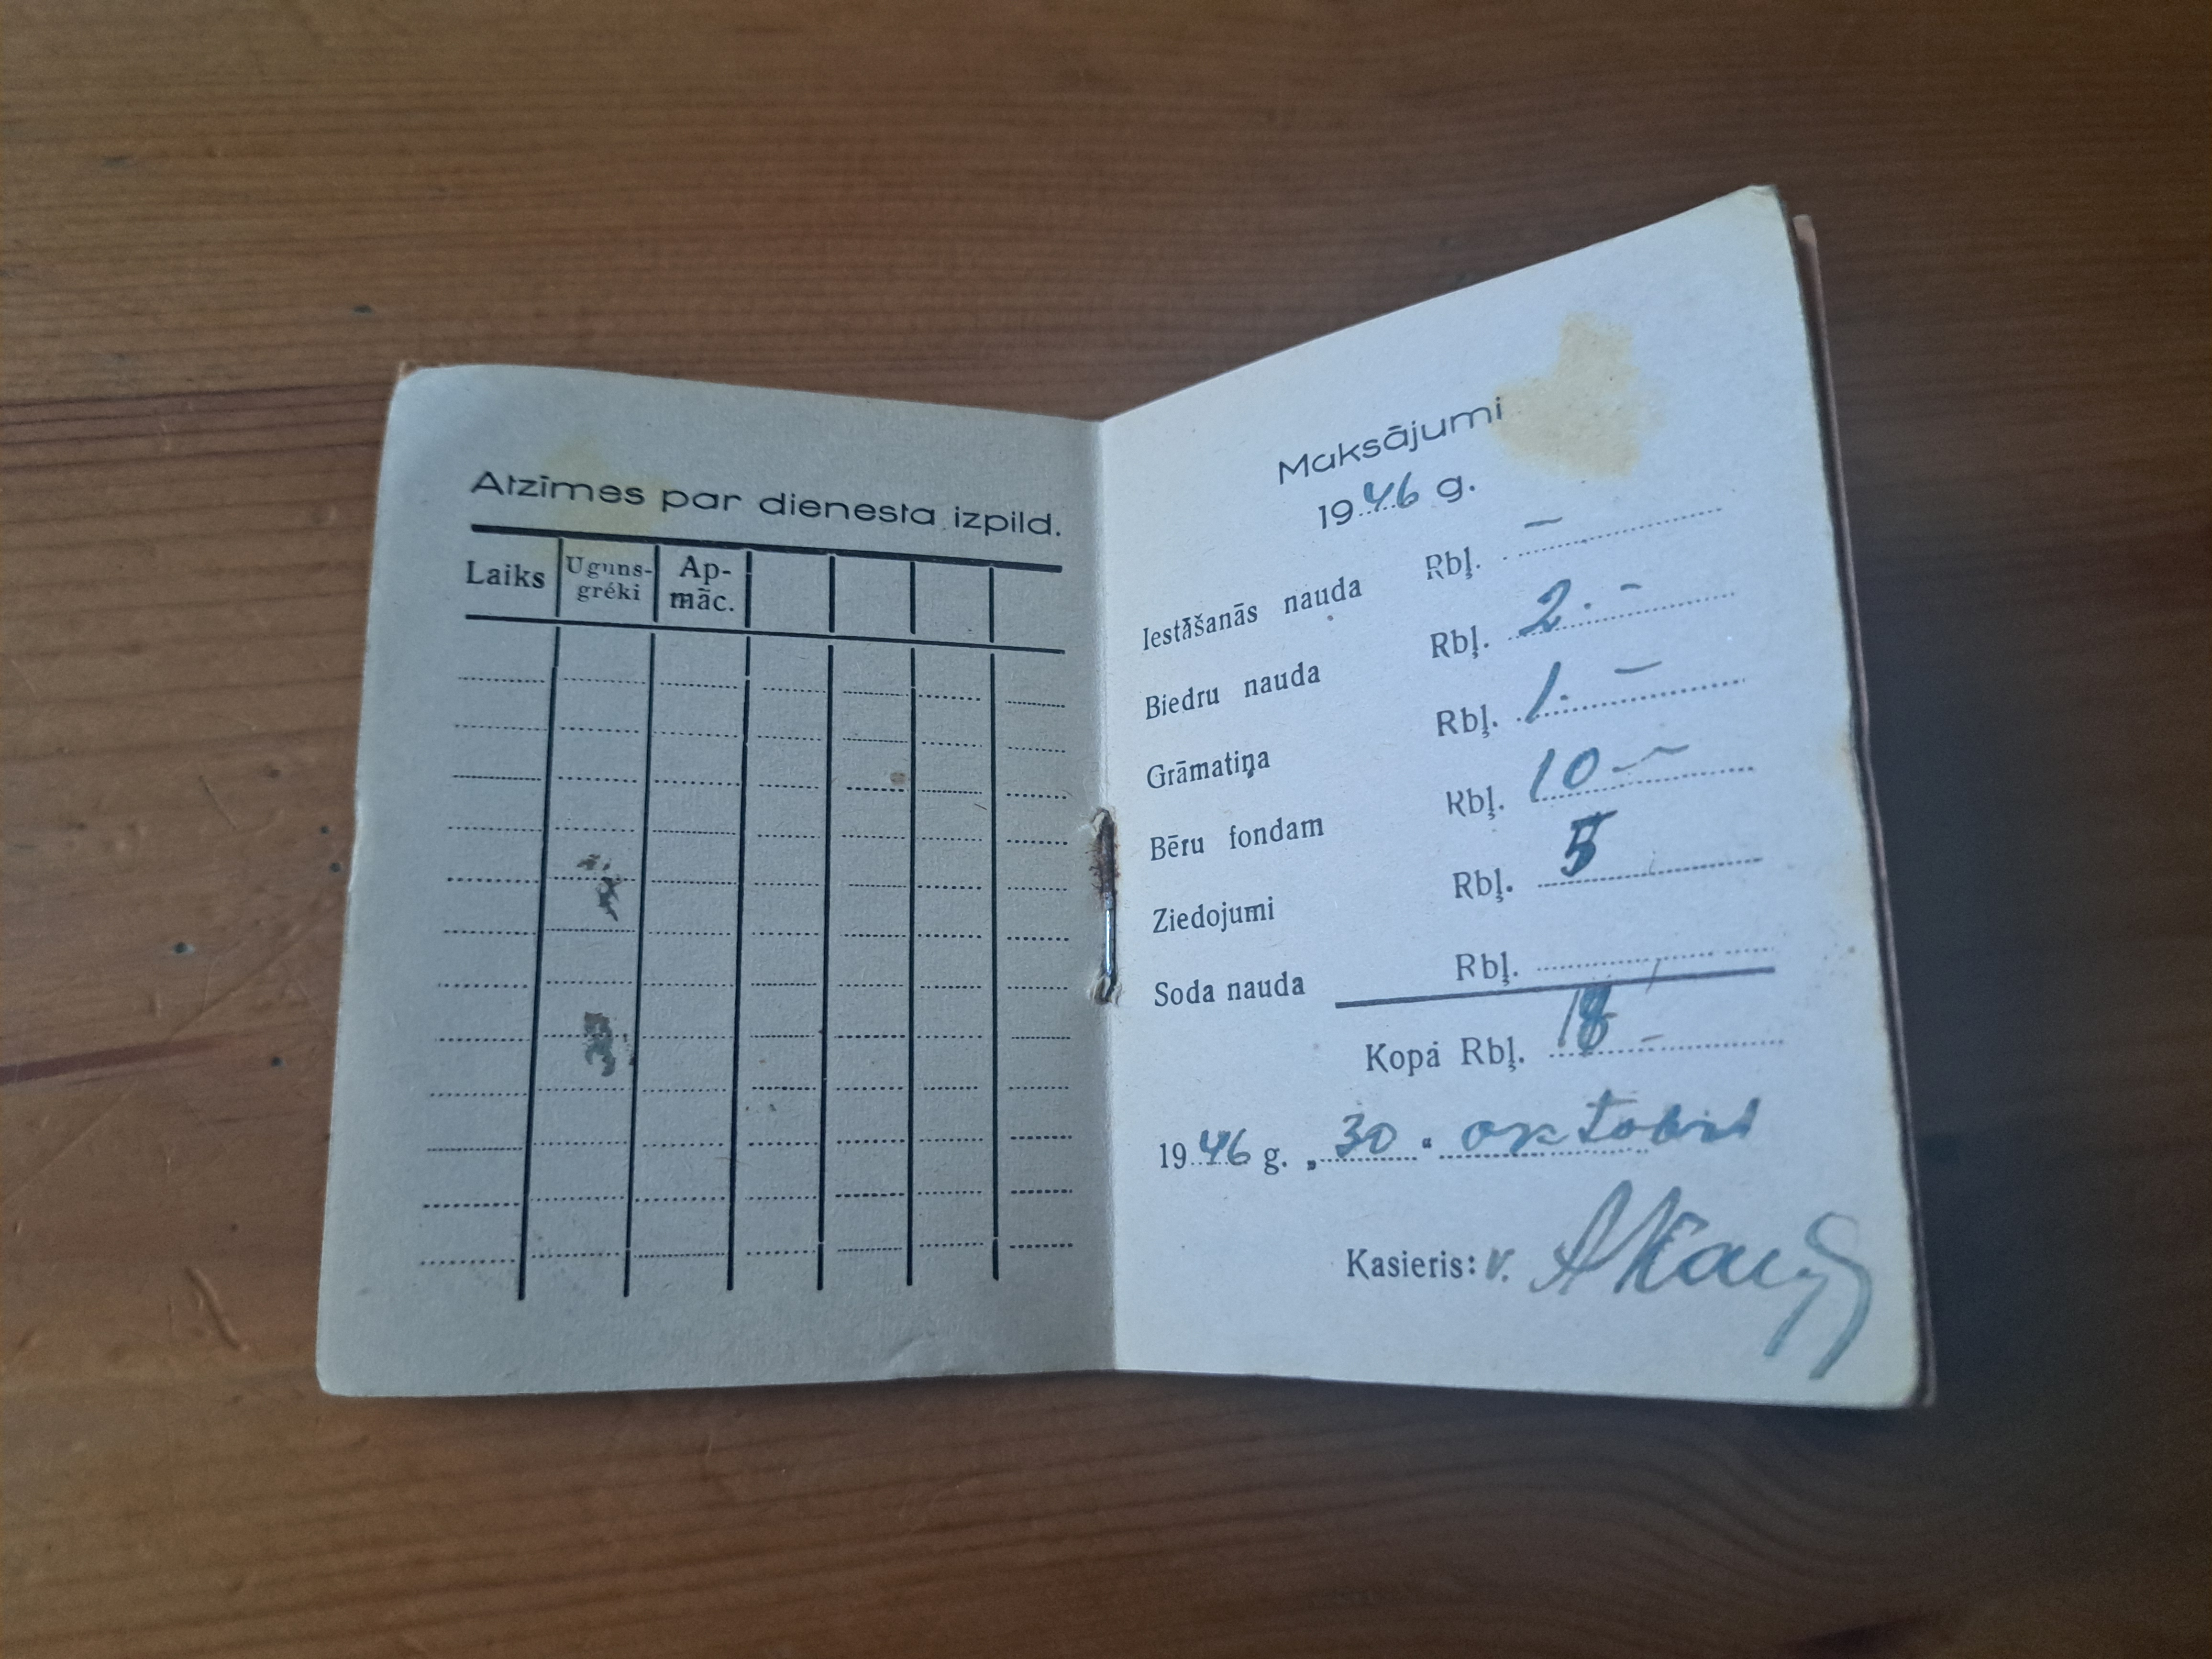 Atzīmes par dienesta izpild.
Laiks
Uguns-
grēki
Ap-
māc.
Maksājumi
1946 g.
Iestāšanās nauda Rbļ. —
Biedru nauda Rbļ. 2.-
Grāmatiņa Rbļ. 1.—
Bēru fondam Rbļ. 10—
Ziedojumi Rbļ. 5
Soda nauda Rbļ.
Kopā Rbļ. 18 -
1946 g. „30" oktobrī
Kasieris: v.